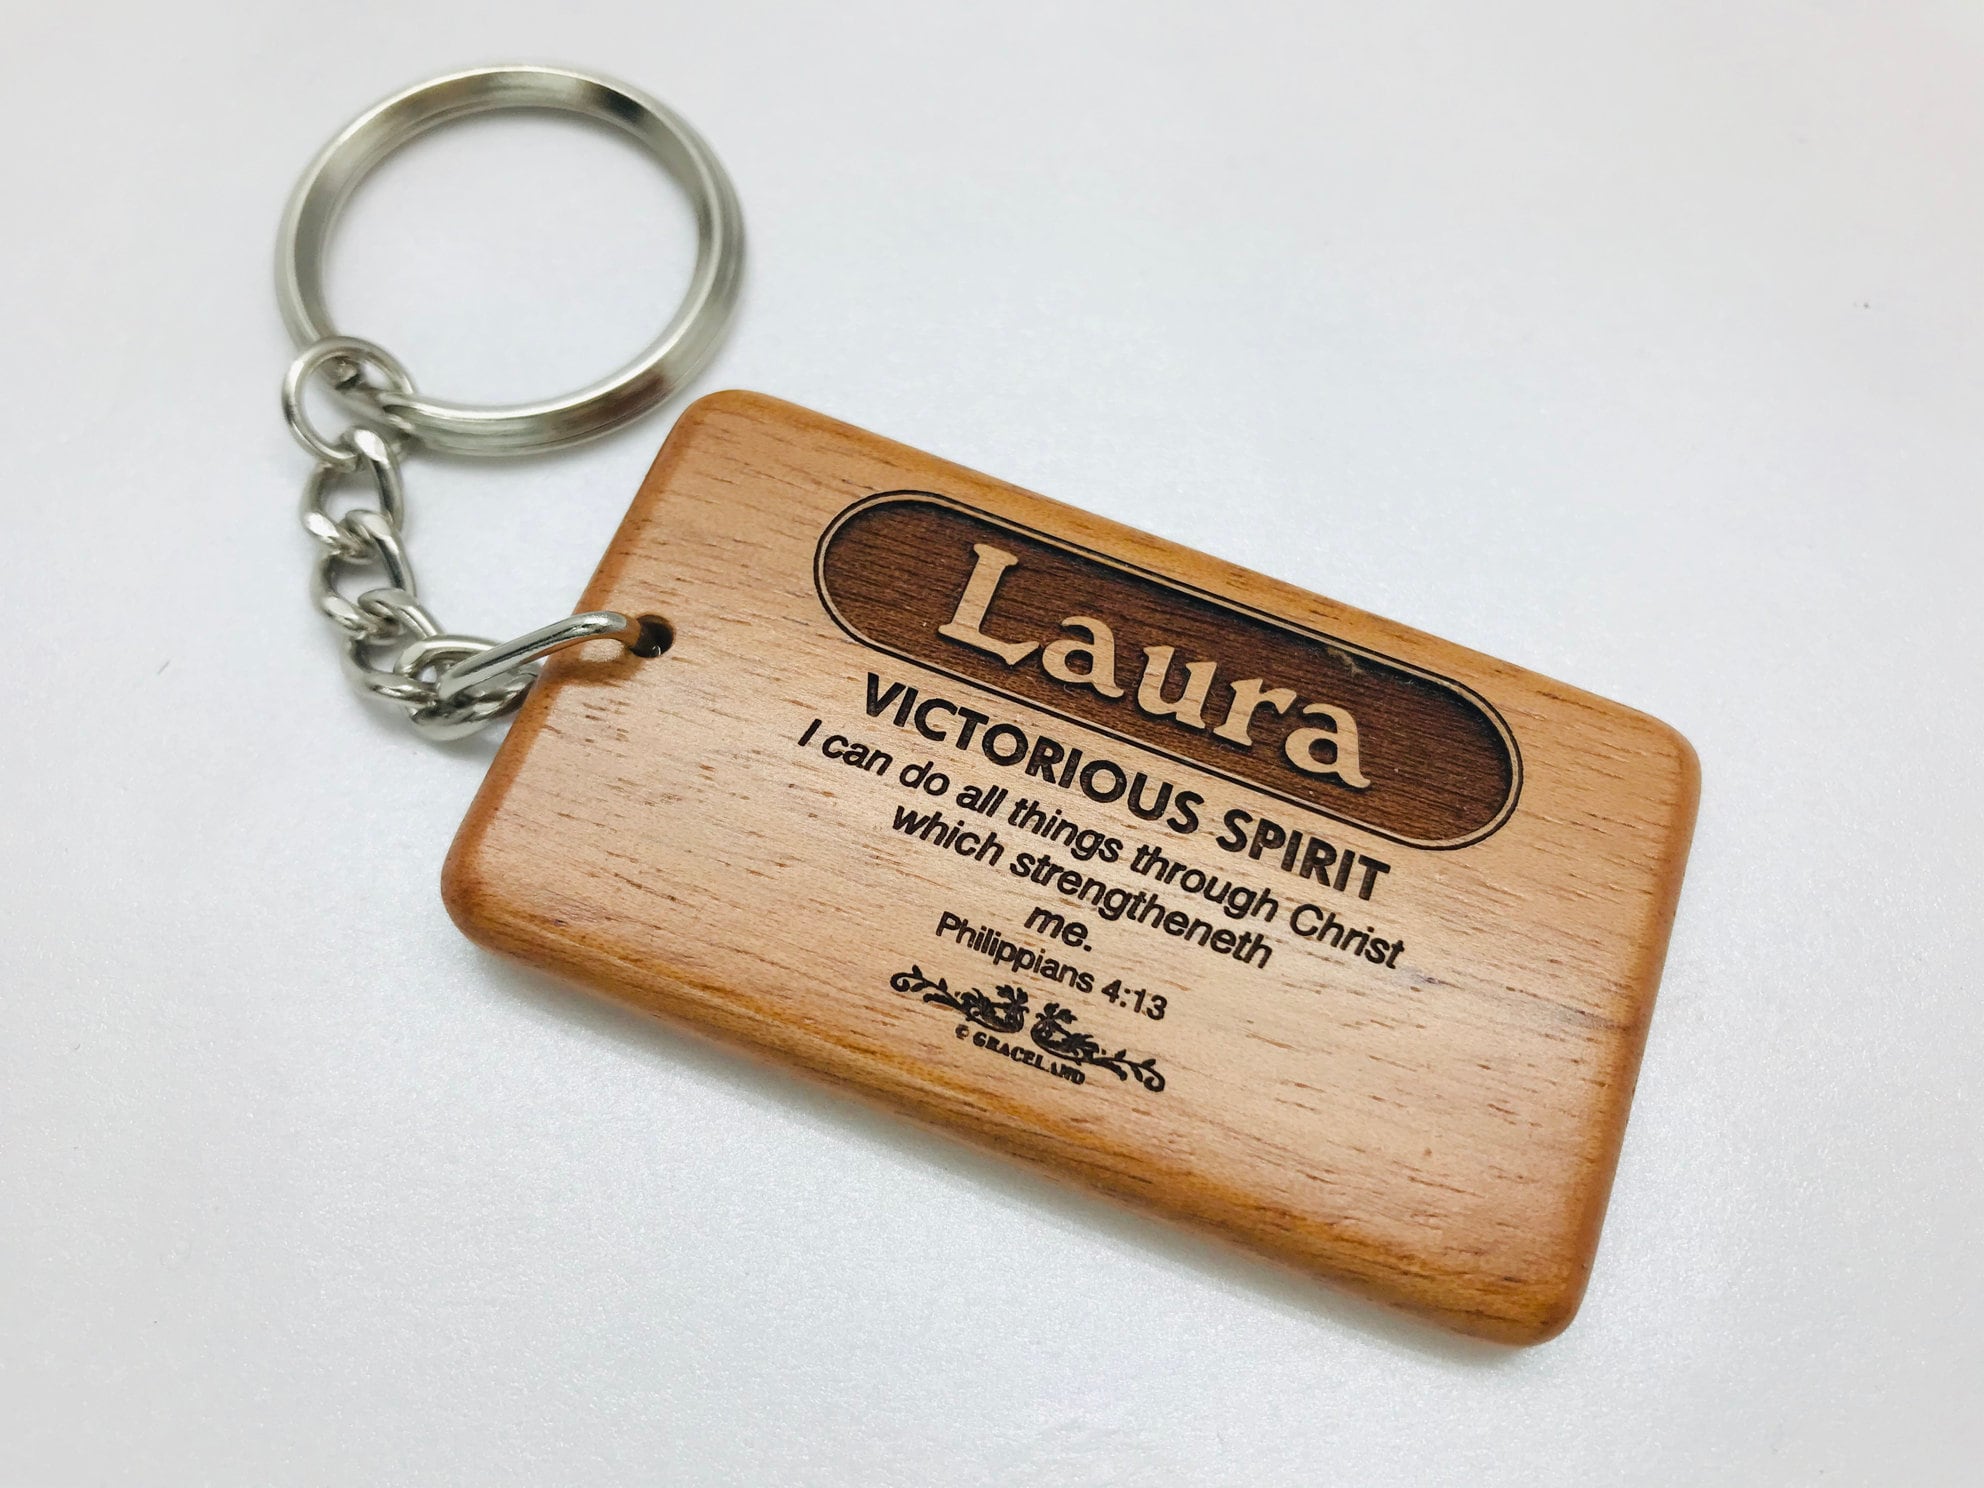 Laura
VICTORIOUS SPIRIT
I can do all things through Christ
which strengtheneth
me.
Philippians 4:13
© GRACELAND